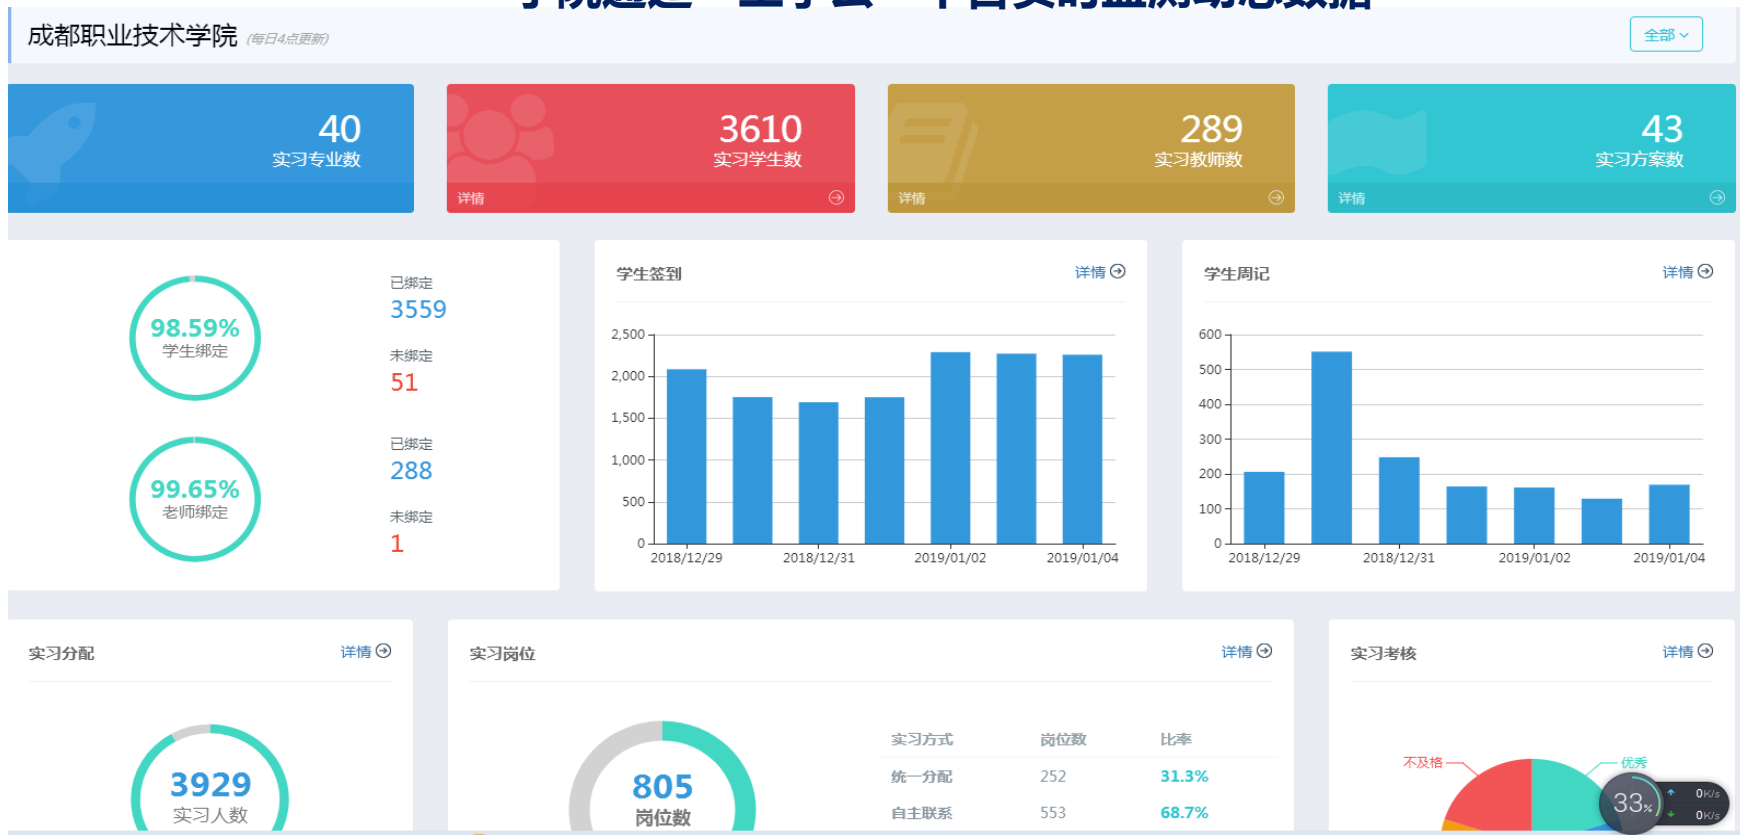 成都职业技术学院 (每日4点更新)
全部
40
实习专业数
3610
实习学生数
详情
289
实习教师数
详情
43
实习方案数
详情
98.59%
学生绑定
已绑定
3559
未绑定
51
99.65%
老师绑定
已绑定
288
未绑定
1
学生签到 详情
2,500
2,000
1,500
1,000
500
0
2018/12/29 2018/12/31 2019/01/02 2019/01/04
学生周记 详情
600
500
400
300
200
100
0
2018/12/29 2018/12/31 2019/01/02 2019/01/04
实习分配 详情
3929
实习人数
实习岗位 详情
805
岗位数
实习方式 岗位数 比率
统一分配 252 31.3%
自主联系 553 68.7%
实习考核 详情
不及格
优秀
33%
0K/s
0K/s